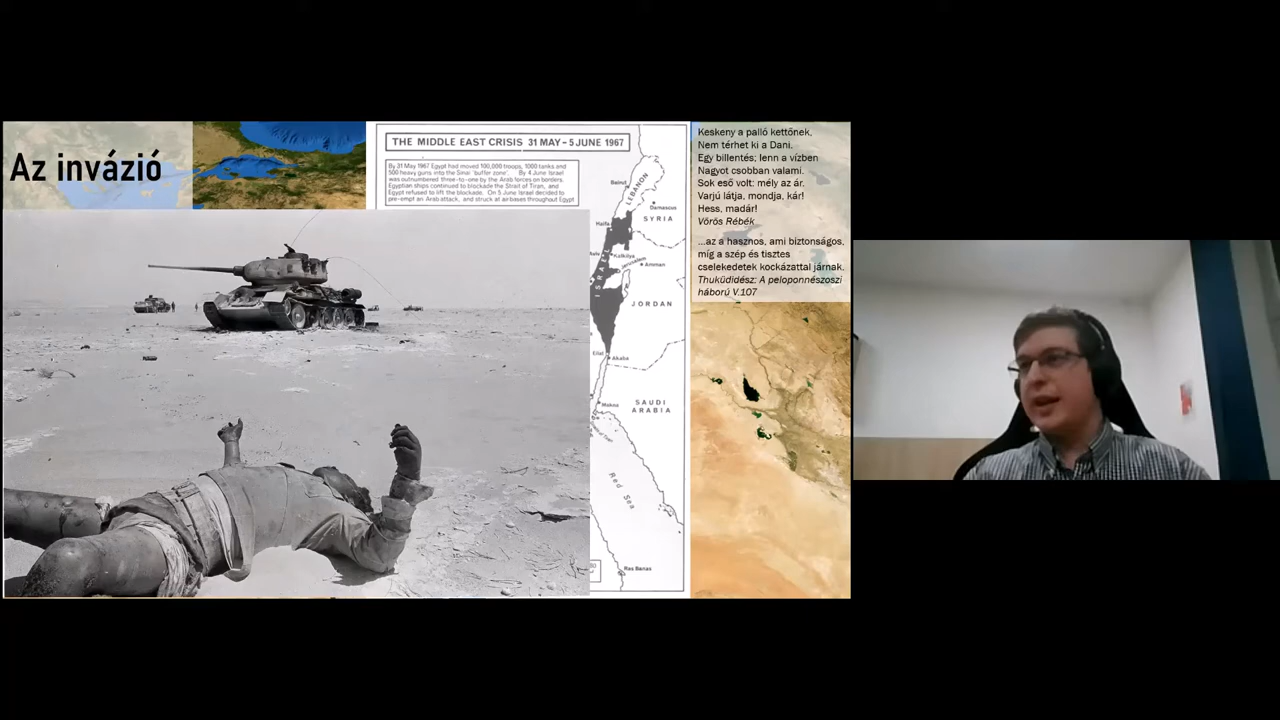 Az invázió
THE MIDDLE EAST CRISIS 31 MAY – 5 JUNE 1967
By 31 May 1967 Egypt had moved 100,000 troops, 1000 tanks and
500 heavy guns into the Sinai 'buffer zone'. By 4 June Israel
was outnumbered three-to-one by the Arab forces on borders.
Egyptian ships continued to blockade the Strait of Tiran, and
Egypt refused to lift the blockade. On 5 June Israel decided to
pre-empt an Arab attack, and struck at airbases throughout Egypt
Beirut
LEBANON
Damascus
SYRIA
Haifa
Kalkilya
Jerusalem
Amman
ISRAEL
JORDAN
Eilat
Akaba
Makna
SAUDI
ARABIA
Red Sea
Ras Banas
Keskeny a palló kettőnek,
Nem térhet ki a Dani.
Egy billentés; lenn a vízben
Nagyot csobban valami.
Sok eső volt: mély az ár.
Varjú látja, mondja, kár!
Hess, madár!
Vörös Rébék
...az a hasznos, ami biztonságos,
míg a szép és tisztes
cselekedetek kockázattal járnak.
Thuküdidész: A peloponnészoszi
háború V.107